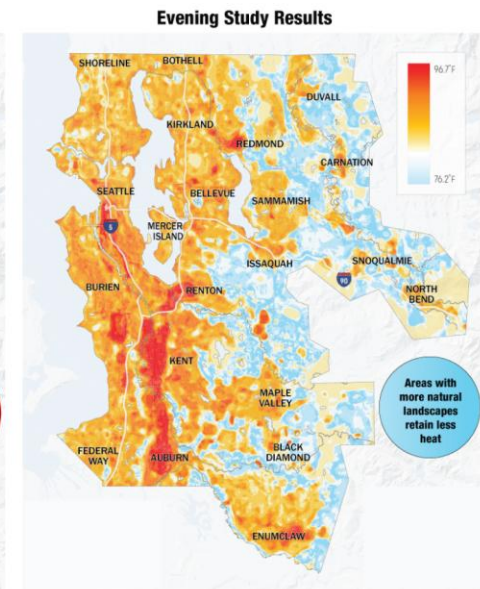 Evening Study Results
SHORELINE
BOTHELL
DUVALL
KIRKLAND
REDMOND
CARNATION
SEATTLE
BELLEVUE
SAMMAMISH
5
MERCER
ISLAND
ISSAQUAH
SNOQUALMIE
90
NORTH
BEND
BURIEN
RENTON
KENT
MAPLE
VALLEY
FEDERAL
WAY
AUBURN
BLACK
DIAMOND
ENUMCLAW
96.7°F
76.2°F
Areas with
more natural
landscapes
retain less
heat